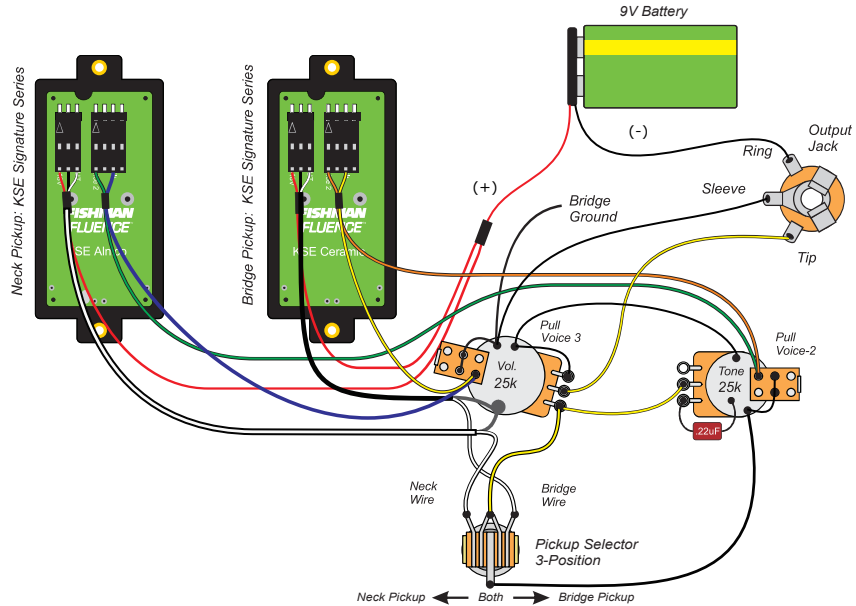 9V Battery
(-)
Output
Jack
Ring
Sleeve
Tip
(+)
Bridge
Ground
Neck Pickup: KSE Signature Series
Bridge Pickup: KSE Signature Series
FISHMAN
FLUENCE
KSE Ceramic
Pull
Voice 3
Vol.
25k
Pull
Voice-2
Tone
25k
.22uF
Neck
Wire
Bridge
Wire
Pickup Selector
3-Position
Neck Pickup
Both
Bridge Pickup